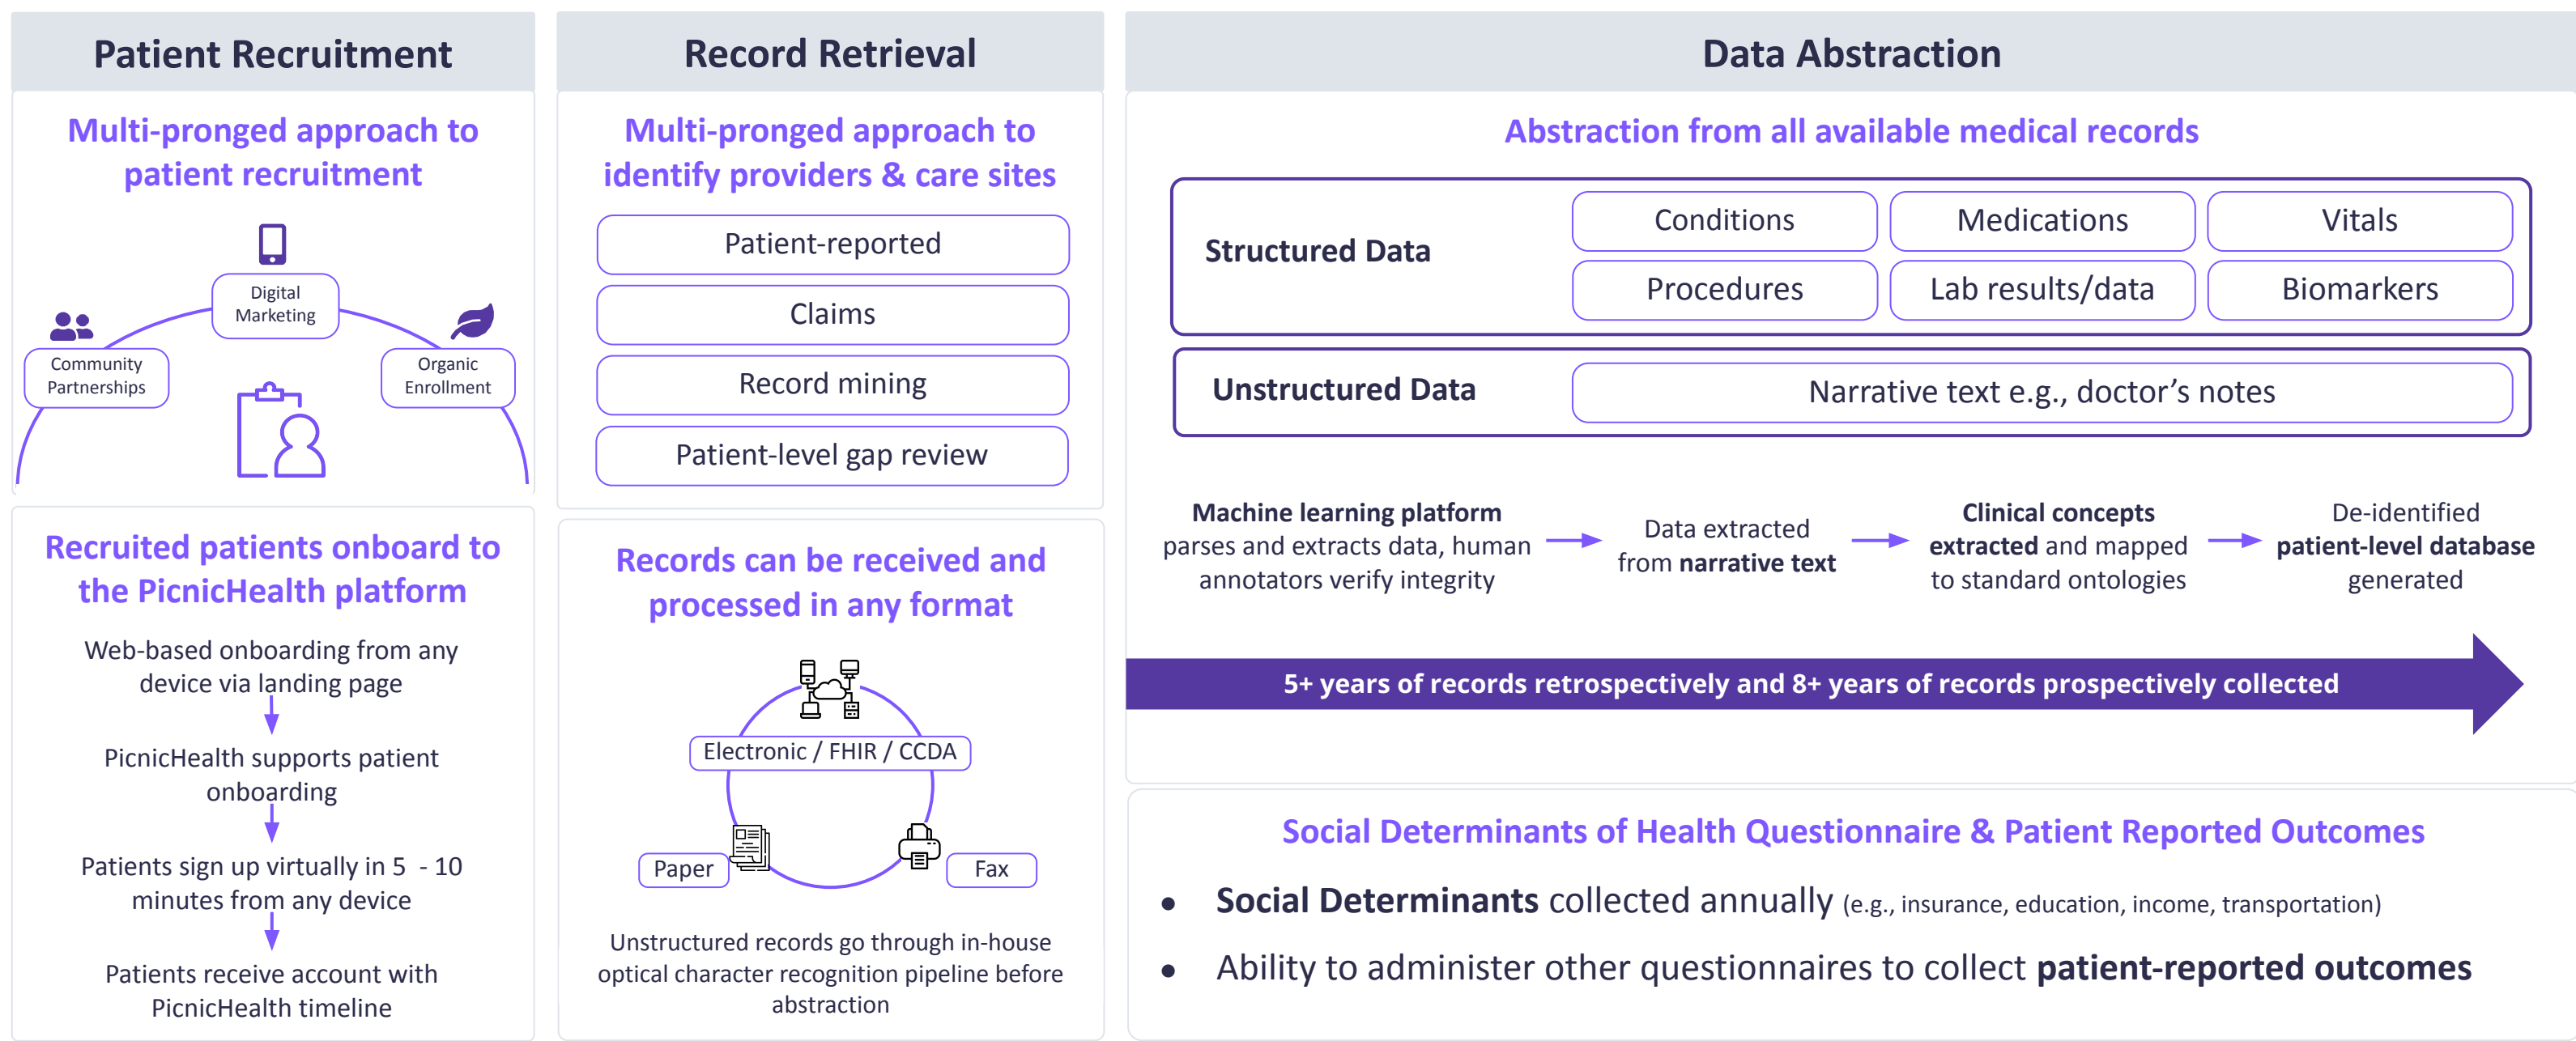 Patient Recruitment
Multi-pronged approach to
patient recruitment
Digital
Marketing
Community
Partnerships
Organic
Enrollment
Recruited patients onboard to
the PicnicHealth platform
Web-based onboarding from any
device via landing page
PicnicHealth supports patient
onboarding
Patients sign up virtually in 5 - 10
minutes from any device
Patients receive account with
PicnicHealth timeline
Record Retrieval
Multi-pronged approach to
identify providers & care sites
Patient-reported
Claims
Record mining
Patient-level gap review
Records can be received and
processed in any format
Electronic / FHIR / CCDA
Paper
Fax
Unstructured records go through in-house
optical character recognition pipeline before
abstraction
Data Abstraction
Abstraction from all available medical records
Structured Data
Conditions
Medications
Vitals
Procedures
Lab results/data
Biomarkers
Unstructured Data
Narrative text e.g., doctor’s notes
Machine learning platform
parses and extracts data, human
annotators verify integrity
Data extracted
from narrative text
Clinical concepts
extracted and mapped
to standard ontologies
De-identified
patient-level database
generated
5+ years of records retrospectively and 8+ years of records prospectively collected
Social Determinants of Health Questionnaire & Patient Reported Outcomes
● Social Determinants collected annually (e.g., insurance, education, income, transportation)
● Ability to administer other questionnaires to collect patient-reported outcomes